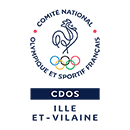 COMITÉ NATIONAL
OLYMPIQUE ET SPORTIF FRANÇAIS
CDOS
ILLE
ET-VILAINE